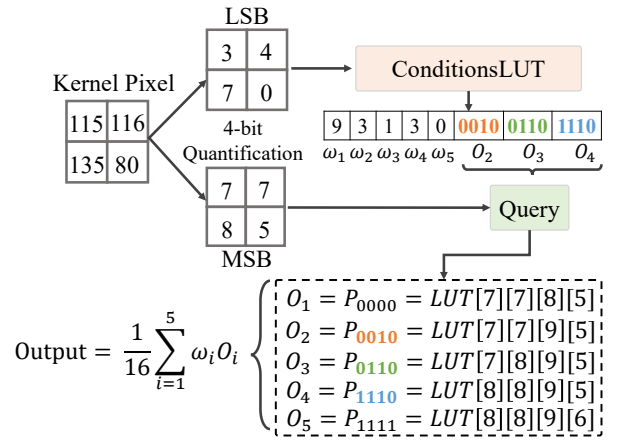 LSB
3 4
7 0
Kernel Pixel
115 116
135 80
4-bit
Quantification
7 7
8 5
MSB
ConditionsLUT
9 3 1 3 0 0010 0110 1110
ω₁ ω₂ ω₃ ω₄ ω₅ O₂ O₃ O₄
Query
Output = 1/16 ∑ᵢ₌₁⁵ ωᵢOᵢ
O₁ = P₀₀₀₀ = LUT[7][7][8][5]
O₂ = P₀₀₁₀ = LUT[7][7][9][5]
O₃ = P₀₁₁₀ = LUT[7][8][9][5]
O₄ = P₁₁₁₀ = LUT[8][8][9][5]
O₅ = P₁₁₁₁ = LUT[8][8][9][6]